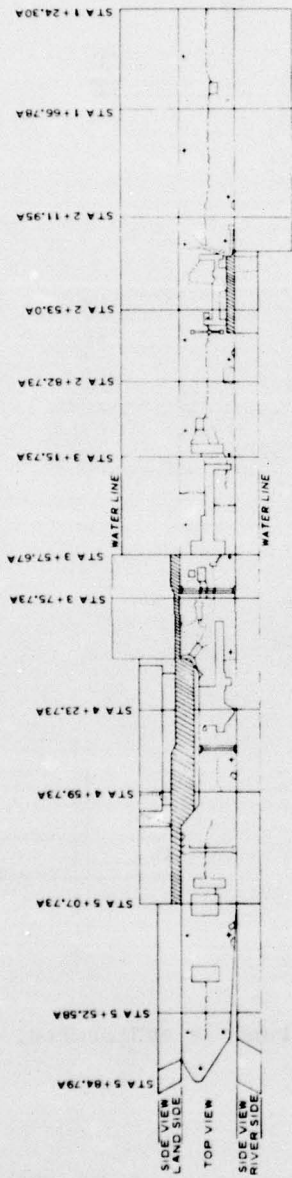 STA 1 + 24.30A
STA 1 + 66.78A
STA 2 + 11.95A
STA 2 + 53.0A
STA 2 + 82.73A
STA 3 + 15.73A
WATER LINE
STA 3 + 57.67A
STA 3 + 75.73A
STA 4 + 23.73A
STA 4 + 59.73A
STA 5 + 07.73A
STA 5 + 52.58A
STA 5 + 84.79A
WATER LINE
SIDE VIEW
LAND SIDE
TOP VIEW
SIDE VIEW
RIVER SIDE